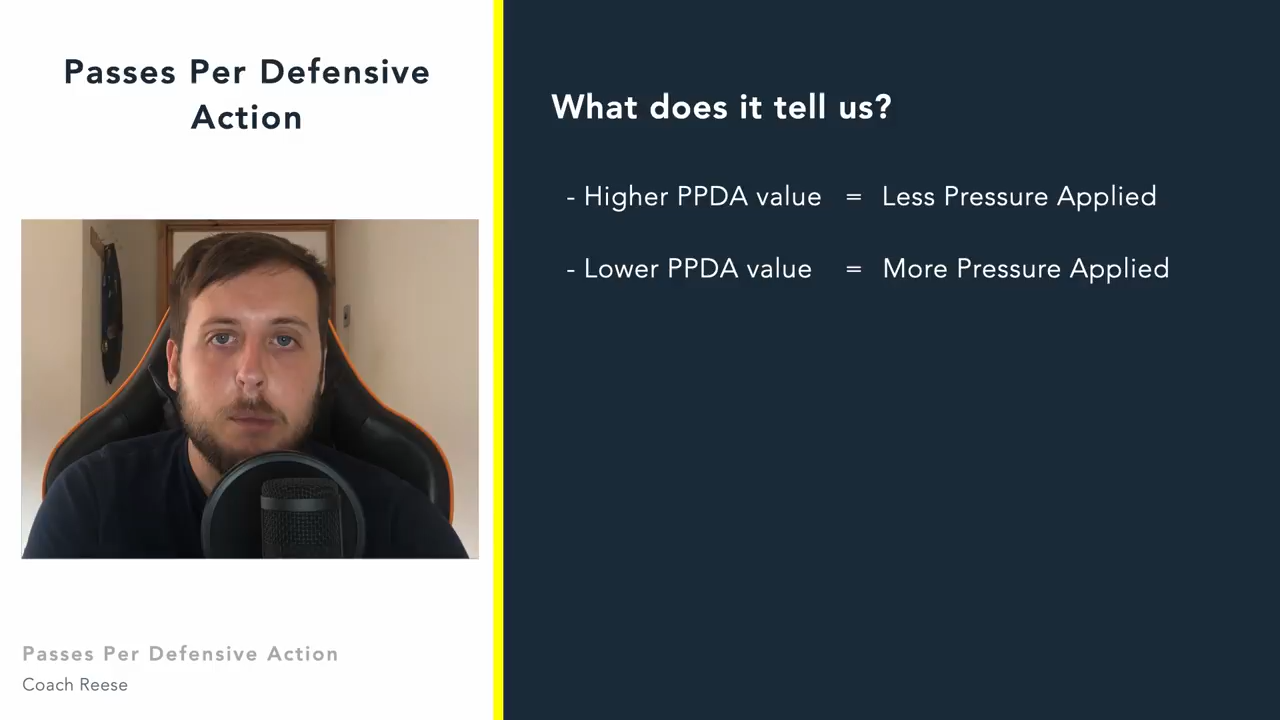 Passes Per Defensive
Action
What does it tell us?
- Higher PPDA value = Less Pressure Applied
- Lower PPDA value = More Pressure Applied
Passes Per Defensive Action
Coach Reese